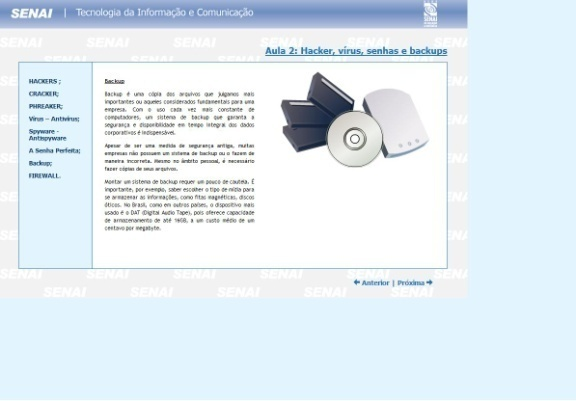 SENAI | Tecnologia da Informação e Comunicação
SENAI
Aula 2: Hacker, vírus, senhas e backups
HACKERS ;
CRACKER;
PHREAKER;
Vírus – Antivírus;
Spyware -
Antispyware
A Senha Perfeita;
Backup;
FIREWALL.
Backup
Backup é uma cópia dos arquivos que julgamos mais
importantes ou aqueles considerados fundamentais para uma
empresa. Com o uso cada vez mais constante de
computadores, um sistema de backup que garanta a
segurança e disponibilidade em tempo integral dos dados
corporativos é indispensável.
Apesar de ser uma medida de segurança antiga, muitas
empresas não possuem um sistema de backup ou o fazem de
maneira incorreta. Mesmo no âmbito pessoal, é necessário
fazer cópias de seus arquivos.
Montar um sistema de backup requer um pouco de cautela. É
importante, por exemplo, saber escolher o tipo de mídia para
se armazenar as informações, como fitas magnéticas, discos
óticos. No Brasil, como em outros países, o dispositivo mais
usado é o DAT (Digital Audio Tape), pois oferece capacidade
de armazenamento de até 16GB, a um custo médio de um
centavo por megabyte.
Anterior | Próxima
SENAI SENAI SENAI SENAI SENAI